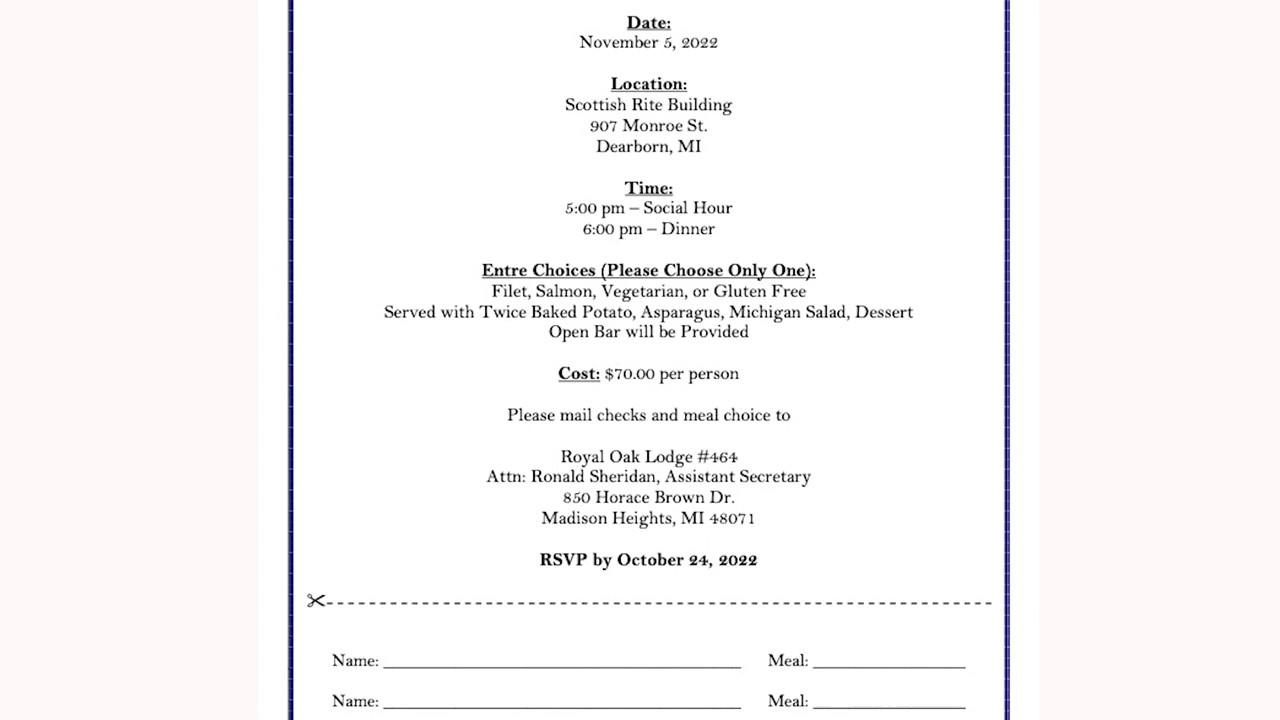 Date:
November 5, 2022
Location:
Scottish Rite Building
907 Monroe St.
Dearborn, MI
Time:
5:00 pm – Social Hour
6:00 pm – Dinner
Entre Choices (Please Choose Only One):
Filet, Salmon, Vegetarian, or Gluten Free
Served with Twice Baked Potato, Asparagus, Michigan Salad, Dessert
Open Bar will be Provided
Cost: $70.00 per person
Please mail checks and meal choice to
Royal Oak Lodge #464
Attn: Ronald Sheridan, Assistant Secretary
850 Horace Brown Dr.
Madison Heights, MI 48071
RSVP by October 24, 2022
Name: Meal:
Name: Meal: